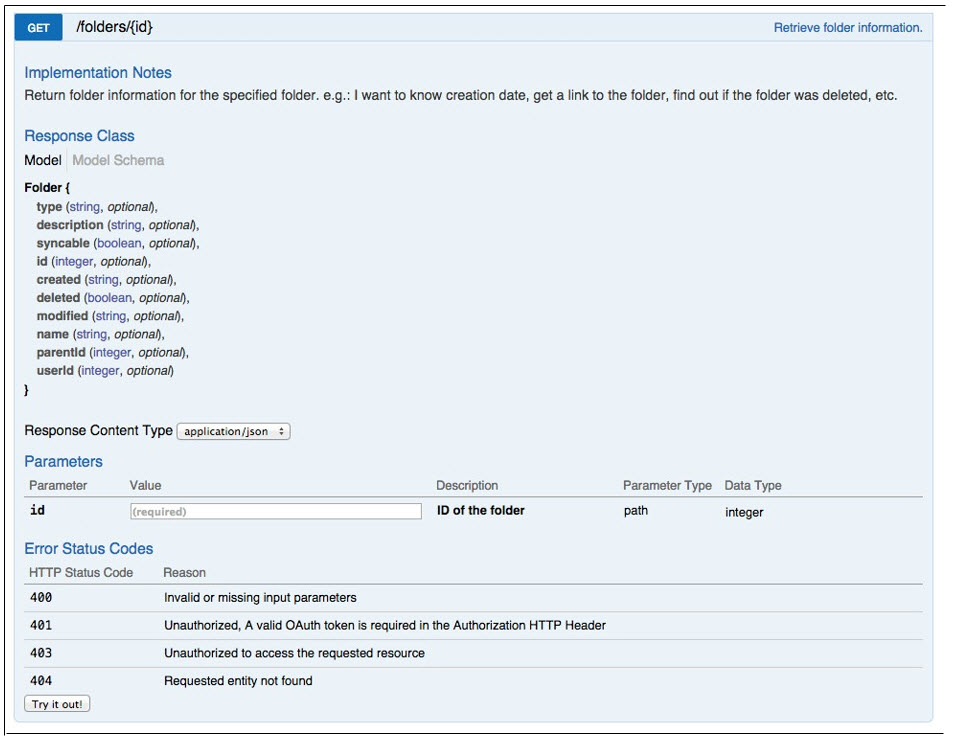 GET /folders/{id} Retrieve folder information.
Implementation Notes
Return folder information for the specified folder. e.g.: I want to know creation date, get a link to the folder, find out if the folder was deleted, etc.
Response Class
Model Model Schema
Folder {
type (string, optional),
description (string, optional),
syncable (boolean, optional),
id (integer, optional),
created (string, optional),
deleted (boolean, optional),
modified (string, optional),
name (string, optional),
parentId (integer, optional),
userId (integer, optional)
}
Response Content Type application/json
Parameters
Parameter Value Description Parameter Type Data Type
id (required) ID of the folder path integer
Error Status Codes
HTTP Status Code Reason
400 Invalid or missing input parameters
401 Unauthorized, A valid OAuth token is required in the Authorization HTTP Header
403 Unauthorized to access the requested resource
404 Requested entity not found
Try it out!